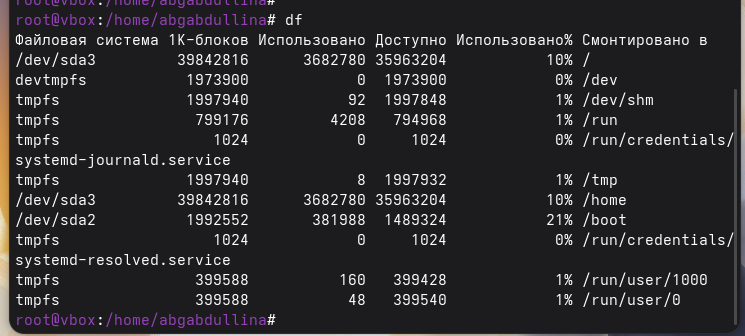 root@vbox:/home/abgabdullina#
root@vbox:/home/abgabdullina# df
Файловая система 1K-блоков Использовано Доступно Использовано% Смонтировано в
/dev/sda3 39842816 3682780 35963204 10% /
devtmpfs 1973900 0 1973900 0% /dev
tmpfs 1997940 92 1997848 1% /dev/shm
tmpfs 799176 4208 794968 1% /run
tmpfs 1024 0 1024 0% /run/credentials/
systemd-journald.service
tmpfs 1997940 8 1997932 1% /tmp
/dev/sda3 39842816 3682780 35963204 10% /home
/dev/sda2 1992552 381988 1489324 21% /boot
tmpfs 1024 0 1024 0% /run/credentials/
systemd-resolved.service
tmpfs 399588 160 399428 1% /run/user/1000
tmpfs 399588 48 399540 1% /run/user/0
root@vbox:/home/abgabdullina#